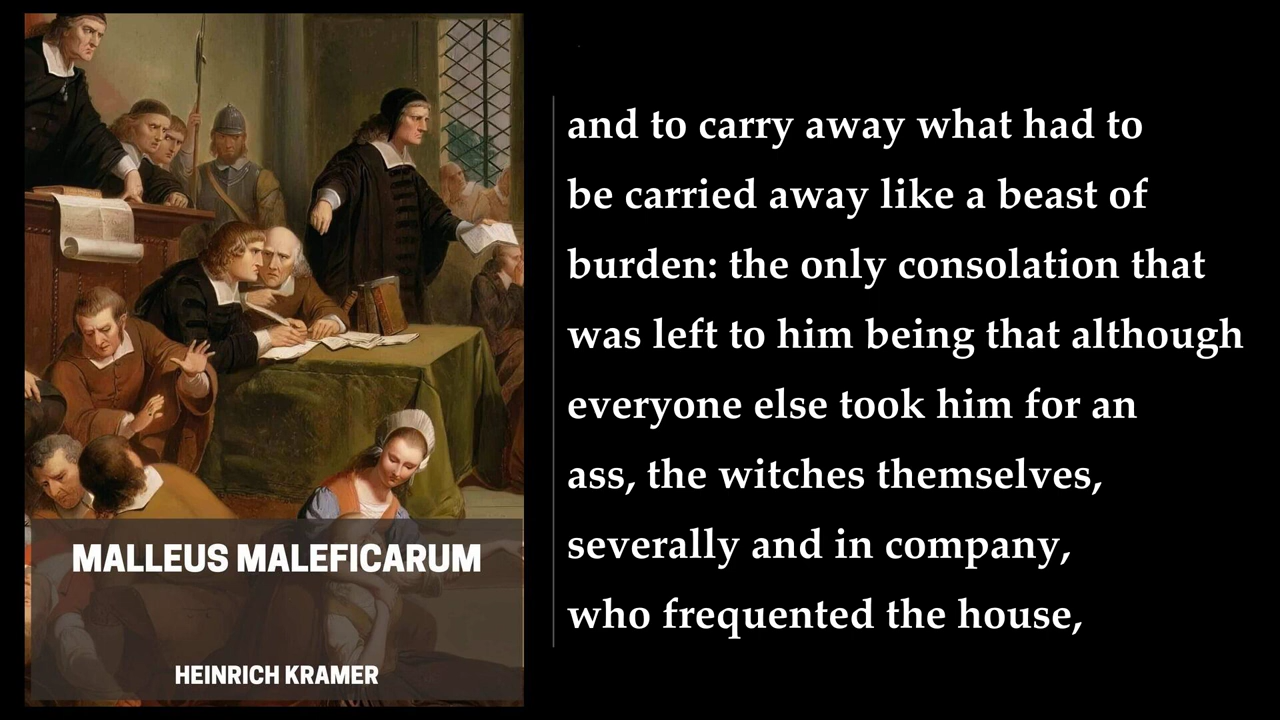 MALLEUS MALEFICARUM
HEINRICH KRAMER
and to carry away what had to
be carried away like a beast of
burden: the only consolation that
was left to him being that although
everyone else took him for an
ass, the witches themselves,
severally and in company,
who frequented the house,